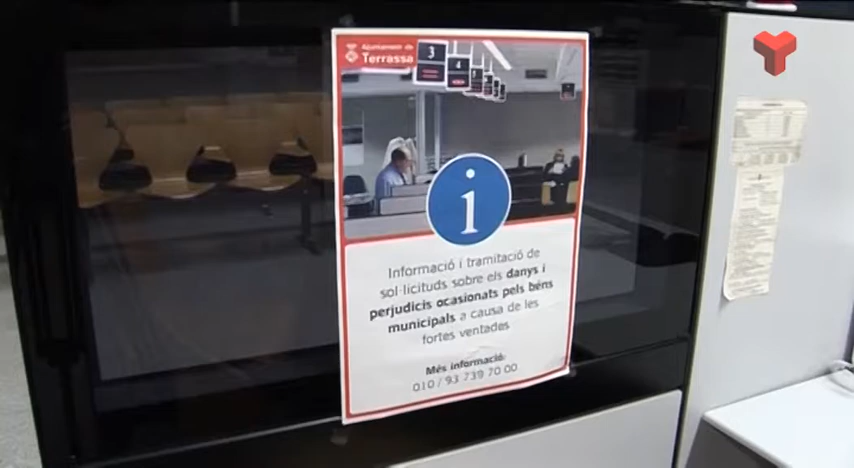 Ajuntament de
Terrassa
3
4
Informació i tramitació de
sol·licituds sobre els danys i
perjudicis ocasionats pels béns
municipals a causa de les
fortes ventades
Més informació:
010 / 93 739 70 00